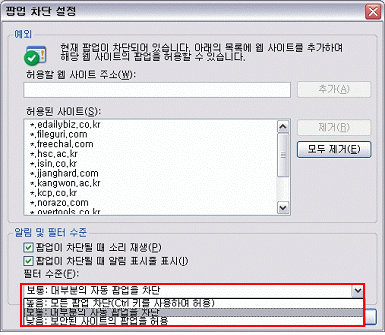 팝업 차단 설정
예외
현재 팝업이 차단되어 있습니다. 아래의 목록에 웹 사이트를 추가하여
해당 웹 사이트의 팝업을 허용할 수 있습니다.
허용할 웹 사이트 주소(W):
추가(A)
허용된 사이트(S):
*.edailybiz.co.kr
*.fileguri.com
*.freechal.com
*.hsc.ac.kr
*.isin.co.kr
*.jjanghard.com
*.kangwon.ac.kr
*.kcp.co.kr
*.norazo.com
*.overtools.co.kr
제거(R)
모두 제거(E)
알림 및 필터 수준
팝업이 차단될 때 소리 재생(P)
팝업이 차단될 때 알림 표시줄 표시(I)
필터 수준(F):
보통: 대부분의 자동 팝업을 차단
높음: 모든 팝업 차단(Ctrl 키를 사용하여 허용)
보통: 대부분의 자동 팝업을 차단
낮음: 보안된 사이트의 팝업을 허용